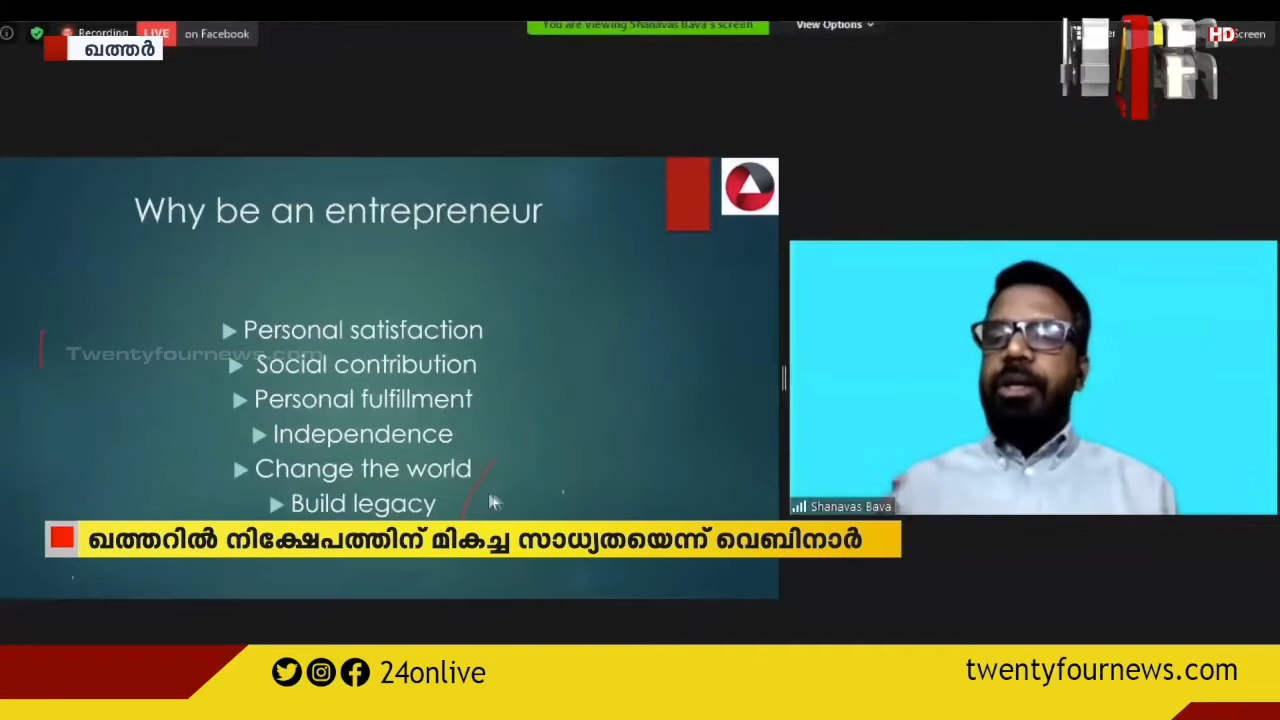 Recording
LIVE
on Facebook
You are viewing Shanavas Bava's screen
View Options
HD
Screen
ഖത്തർ
Why be an entrepreneur
Personal satisfaction
Twentyfournews.com
Social contribution
Personal fulfillment
Independence
Change the world
Build legacy
Shanavas Bava
ഖത്തറിൽ നിക്ഷേപത്തിന് മികച്ച സാധ്യതയെന്ന് വെബിനാർ
24onlive
twentyfournews.com